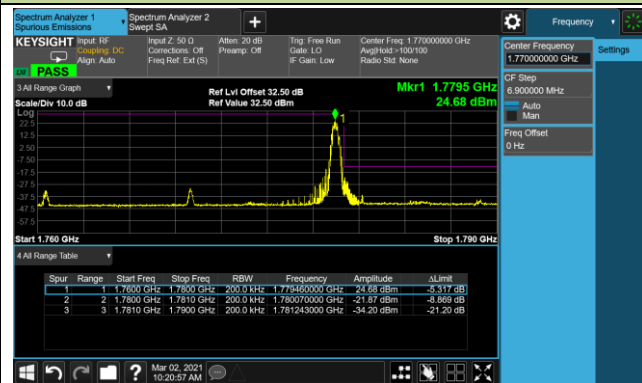 Spectrum Analyzer 1
Spurious Emissions
Spectrum Analyzer 2
Swept SA
Frequency
KEYSIGHT
Input: RF
Coupling: DC
Align: Auto
Input Z: 50 Ω
Corrections: Off
Freq Ref: Ext (S)
Atten: 20 dB
Preamp: Off
Trig: Free Run
Gate: LO
IF Gain: Low
Center Freq: 1.770000000 GHz
Avg|Hold:>100/100
Radio Std: None
PASS
Center Frequency
1.770000000 GHz
Settings
CF Step
6.900000 MHz
Auto
Man
Freq Offset
0 Hz
3 All Range Graph
Scale/Div 10.0 dB
Ref Lvl Offset 32.50 dB
Ref Value 32.50 dBm
Mkr1 1.7795 GHz
24.68 dBm
Log
1
22.5
12.5
2.50
-7.50
-17.5
-27.5
-37.5
-47.5
-57.5
Start 1.760 GHz
Stop 1.790 GHz
4 All Range Table
Spur Range Start Freq Stop Freq RBW Frequency Amplitude ΔLimit
1 1 1.7600 GHz 1.7800 GHz 200.0 kHz 1.779460000 GHz 24.68 dBm -5.317 dB
2 2 1.7800 GHz 1.7810 GHz 200.0 kHz 1.780070000 GHz -21.87 dBm -8.869 dB
3 3 1.7810 GHz 1.7900 GHz 200.0 kHz 1.781243000 GHz -34.20 dBm -21.20 dB
Mar 02, 2021
10:20:57 AM